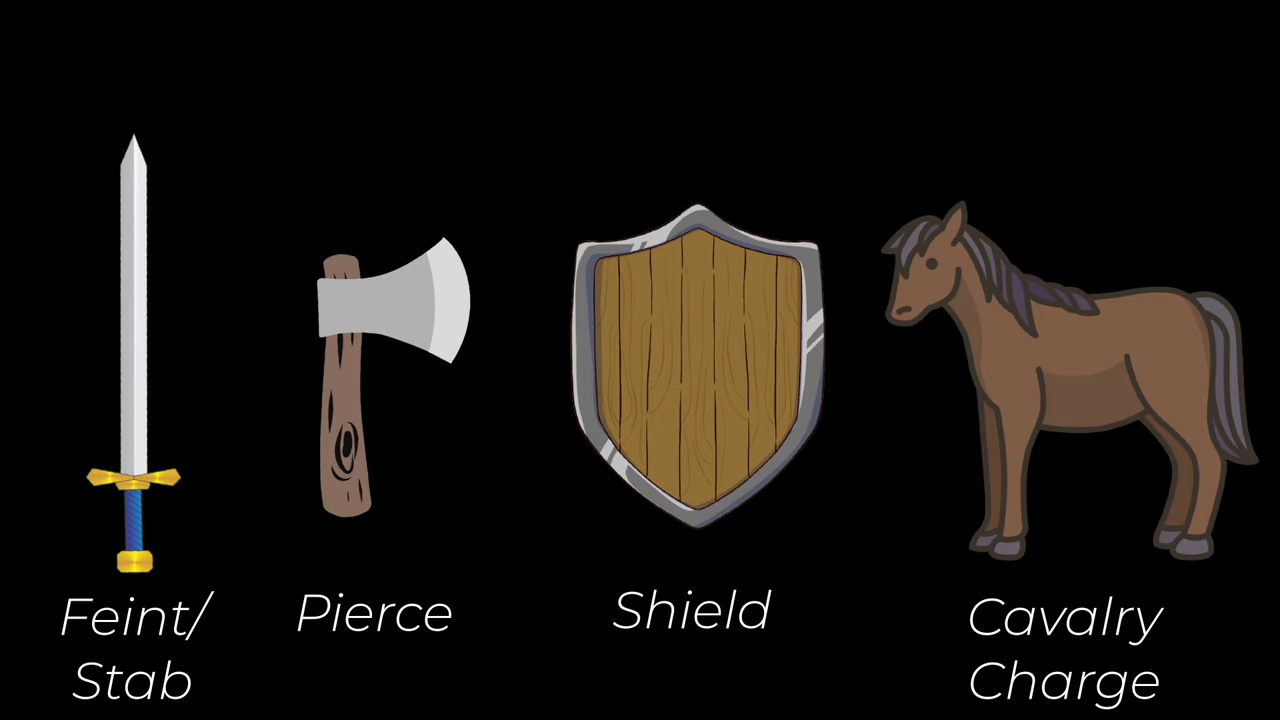 Feint/
Stab
Pierce
Shield
Cavalry
Charge